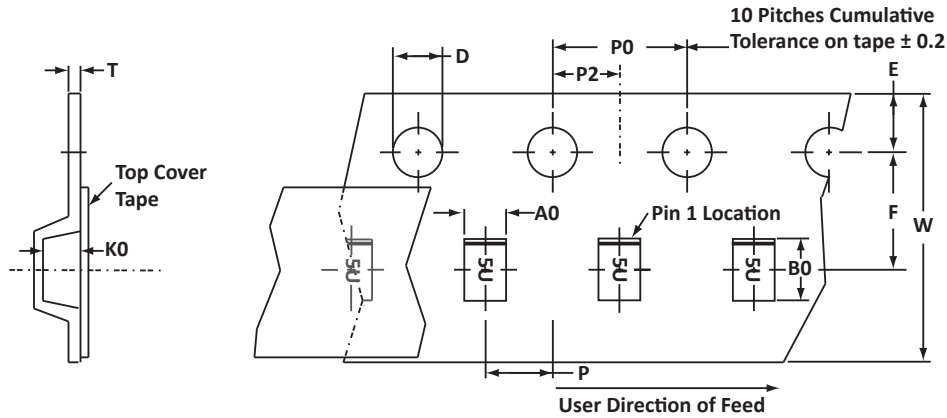 10 Pitches Cumulative
Tolerance on tape ± 0.2
P0
D
P2
E
T
Top Cover
Tape
A0
Pin 1 Location
F
W
K0
5U
5U
5U
5U
B0
P
User Direction of Feed